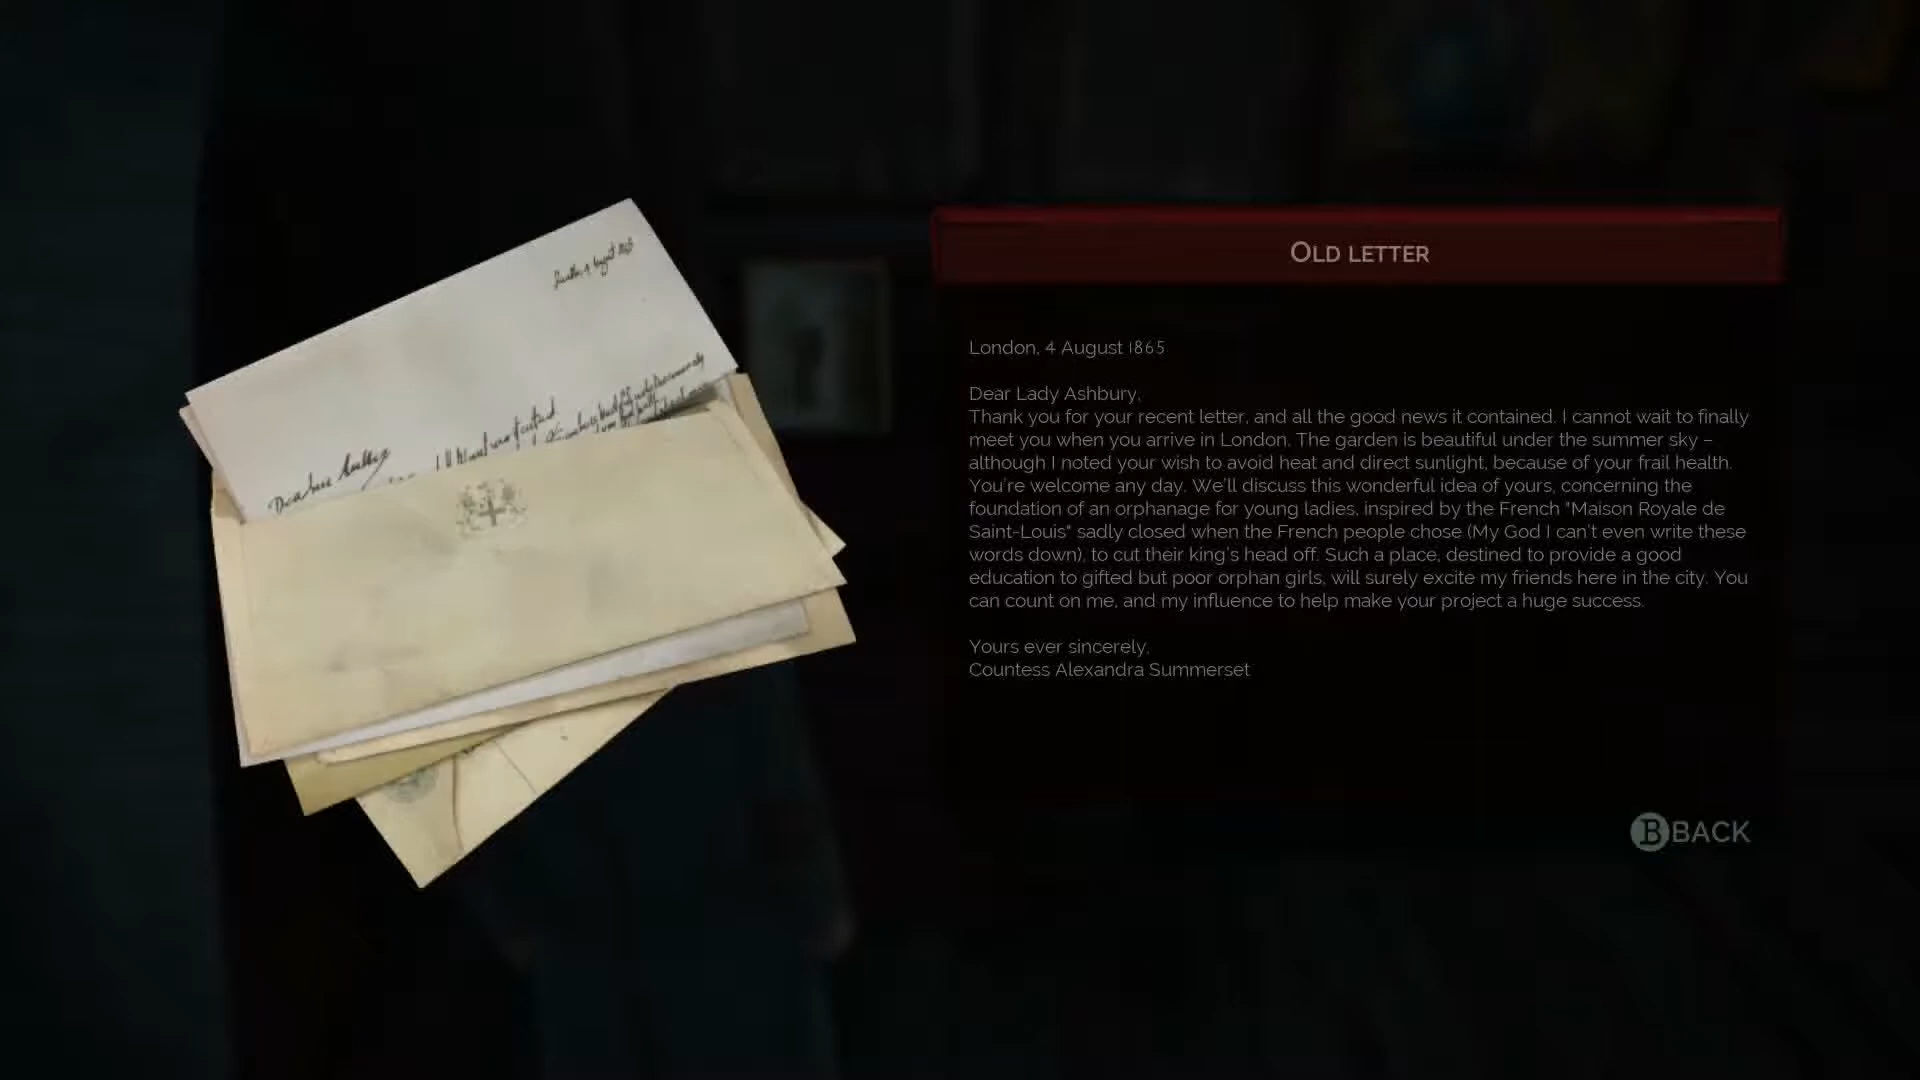 OLD LETTER
London, 4 August 1865
Dear Lady Ashbury,
Thank you for your recent letter, and all the good news it contained. I cannot wait to finally
meet you when you arrive in London. The garden is beautiful under the summer sky –
although I noted your wish to avoid heat and direct sunlight, because of your frail health.
You're welcome any day. We'll discuss this wonderful idea of yours, concerning the
foundation of an orphanage for young ladies, inspired by the French "Maison Royale de
Saint-Louis" sadly closed when the French people chose (My God I can't even write these
words down), to cut their king's head off. Such a place, destined to provide a good
education to gifted but poor orphan girls, will surely excite my friends here in the city. You
can count on me, and my influence to help make your project a huge success.
Yours ever sincerely,
Countess Alexandra Summerset
B BACK